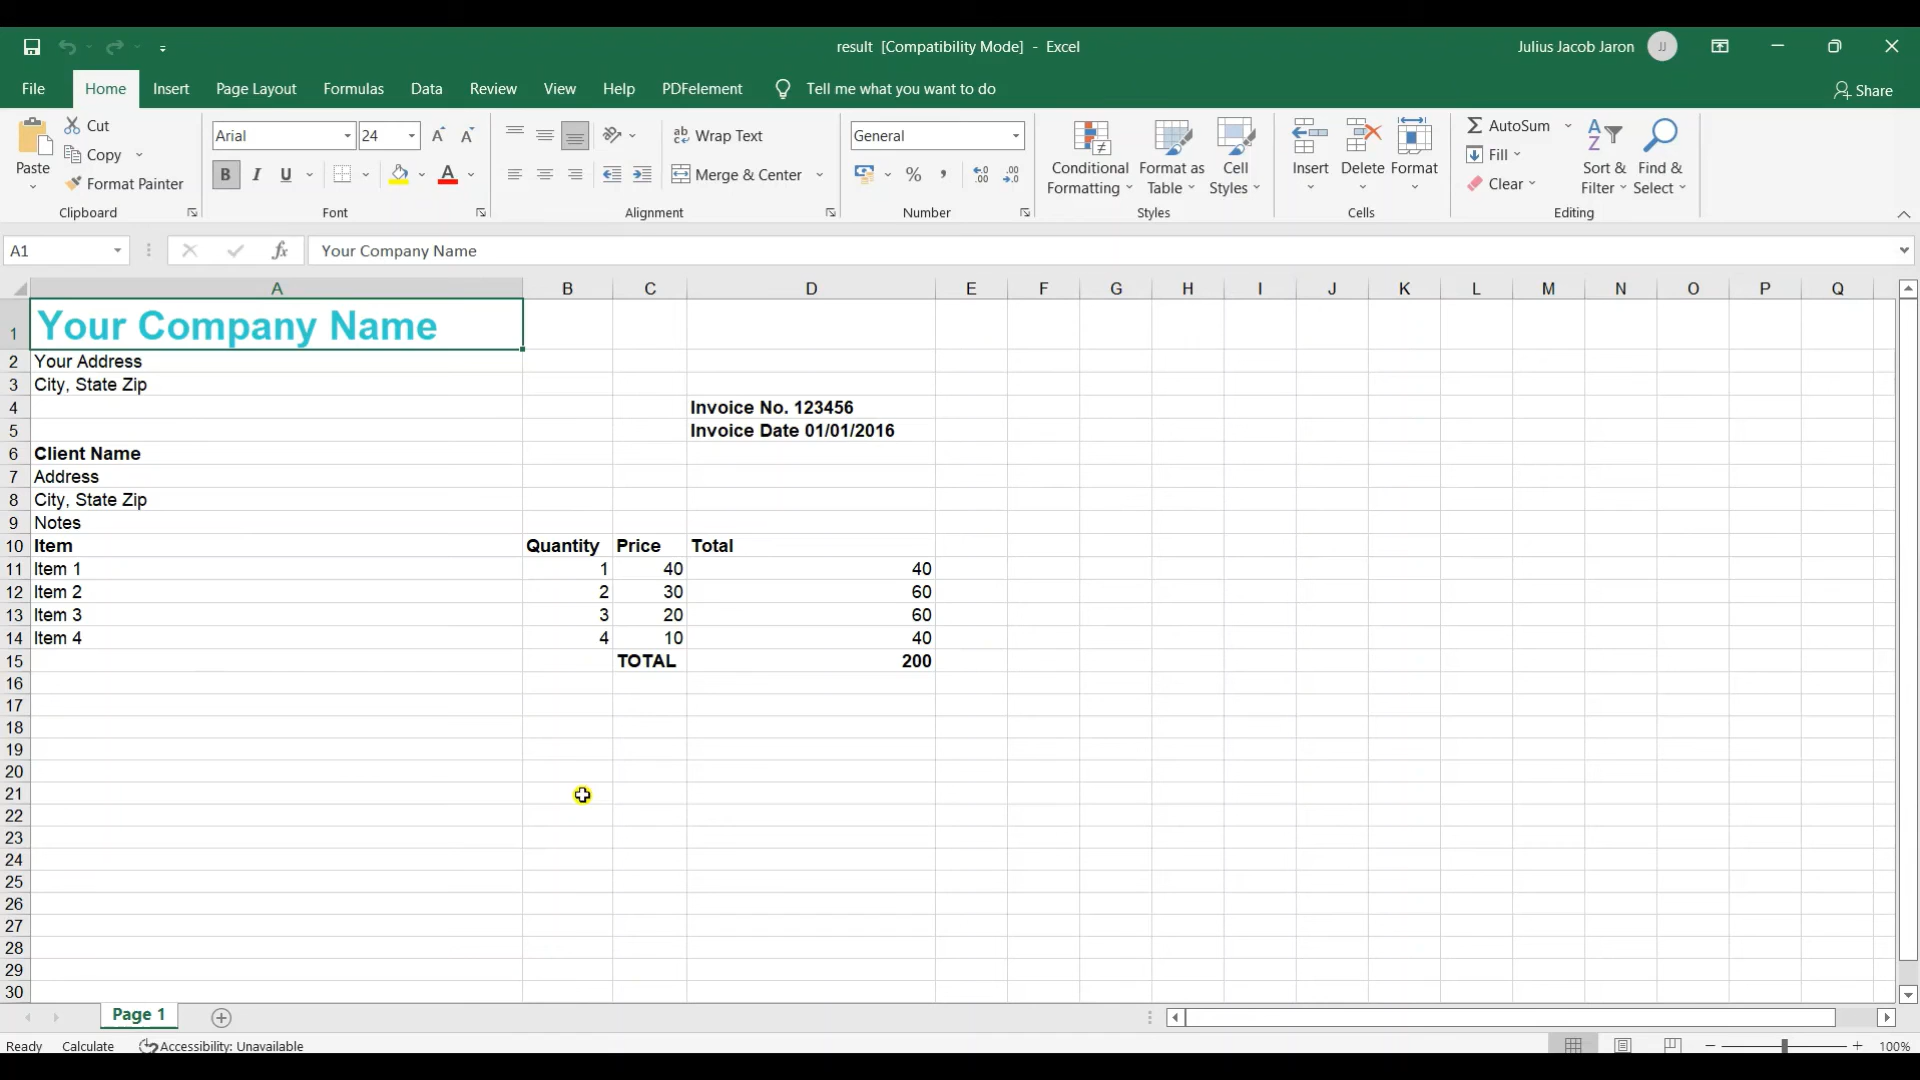 result [Compatibility Mode] - Excel
Julius Jacob Jaron JJ
File Home Insert Page Layout Formulas Data Review View Help PDFelement Tell me what you want to do Share
Paste
Cut
Copy
Format Painter
Clipboard
Arial 24
B I U A
Font
ab Wrap Text
Merge & Center
Alignment
General
% ,
Number
Conditional Formatting
Format as Table
Cell Styles
Styles
Insert Delete Format
Cells
AutoSum
Fill
Clear
Sort & Filter
Find & Select
Editing
A1 fx Your Company Name
A B C D E F G H I J K L M N O P Q
1 Your Company Name
2 Your Address
3 City, State Zip
4 Invoice No. 123456
5 Invoice Date 01/01/2016
6 Client Name
7 Address
8 City, State Zip
9 Notes
10 Item Quantity Price Total
11 Item 1 1 40 40
12 Item 2 2 30 60
13 Item 3 3 20 60
14 Item 4 4 10 40
15 TOTAL 200
16
17
18
19
20
21
22
23
24
25
26
27
28
29
30
Page 1
Ready Calculate Accessibility: Unavailable 100%